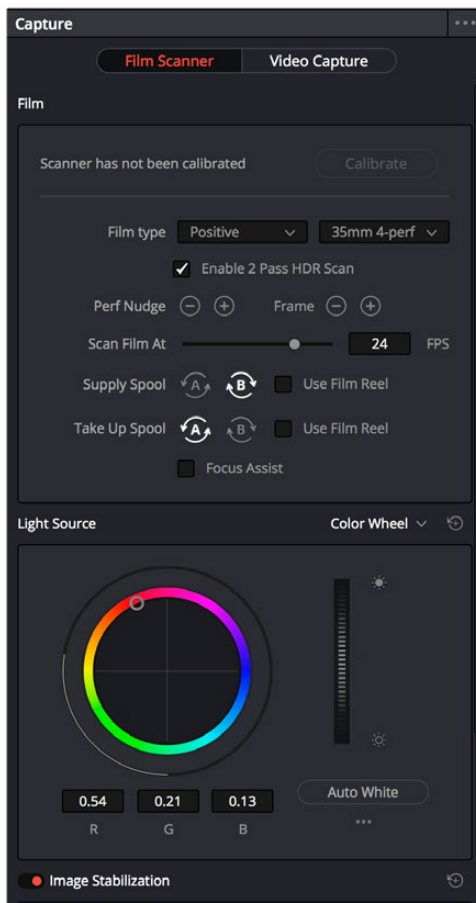 Capture
Film Scanner Video Capture
Film
Scanner has not been calibrated Calibrate
Film type Positive 35mm 4-perf
Enable 2 Pass HDR Scan
Perf Nudge Frame
Scan Film At 24 FPS
Supply Spool A B Use Film Reel
Take Up Spool A B Use Film Reel
Focus Assist
Light Source Color Wheel
0.54 0.21 0.13
R G B
Auto White
Image Stabilization